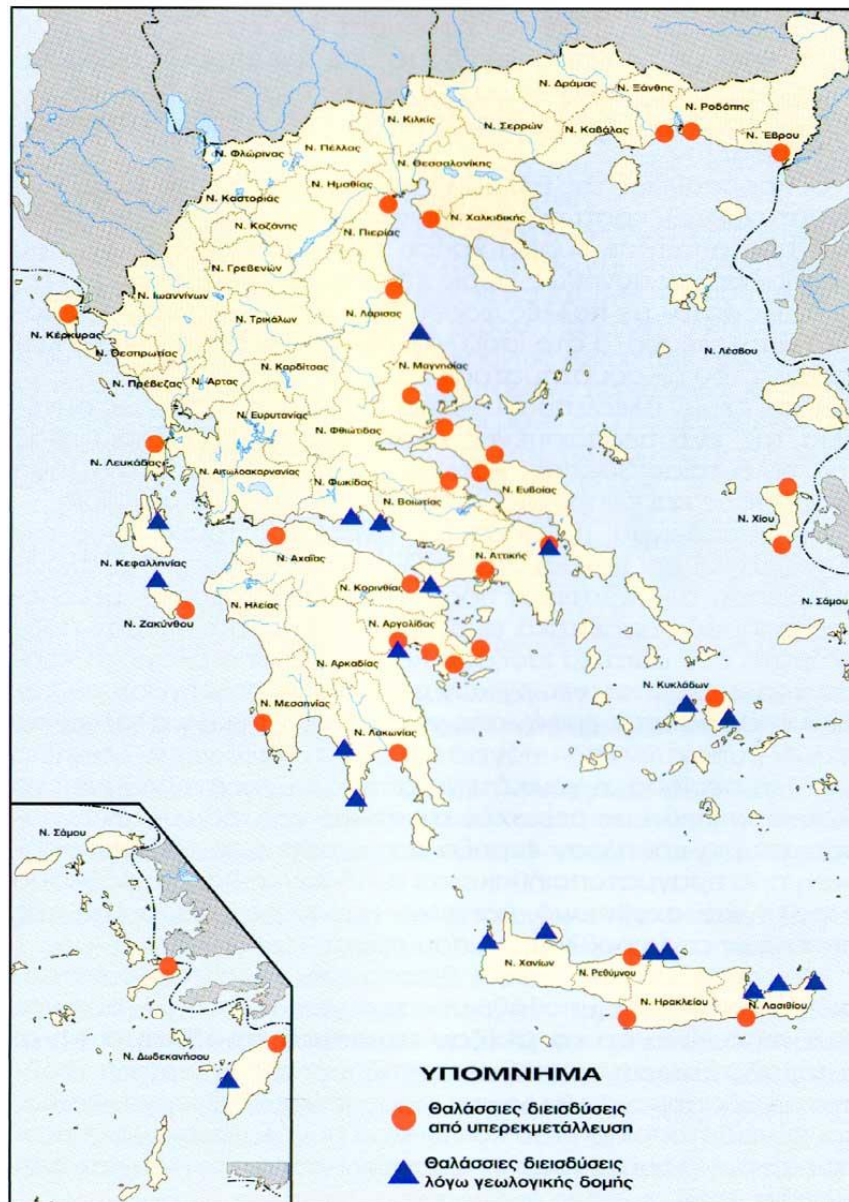 Ν. Δράμας
Ν. Ξάνθης
Ν. Ροδόπης
Ν. Έβρου
Ν. Κιλκίς
Ν. Σερρών
Ν. Καβάλας
Ν. Πέλλας
Ν. Φλώρινας
Ν. Θεσσαλονίκης
Ν. Ημαθίας
Ν. Καστοριάς
Ν. Κοζάνης
Ν. Πιερίας
Ν. Χαλκιδικής
Ν. Γρεβενών
Ν. Ιωαννίνων
Ν. Κέρκυρας
Ν. Τρικάλων
Ν. Λάρισας
Ν. Θεσπρωτίας
Ν. Λέσβου
Ν. Καρδίτσας
Ν. Μαγνησίας
Ν. Πρέβεζας
Ν. Άρτας
Ν. Ευρυτανίας
Ν. Φθιώτιδας
Ν. Λευκάδας
Ν. Αιτωλοακαρνανίας
Ν. Φωκίδας
Ν. Ευβοίας
Ν. Βοιωτίας
Ν. Χίου
Ν. Αχαΐας
Ν. Αττικής
Ν. Κεφαλληνίας
Ν. Κορινθίας
Ν. Ηλείας
Ν. Ζακύνθου
Ν. Σάμου
Ν. Αργολίδας
Ν. Αρκαδίας
Ν. Κυκλάδων
Ν. Μεσσηνίας
Ν. Λακωνίας
Ν. Σάμου
Ν. Χανίων
Ν. Ρεθύμνου
Ν. Ηρακλείου
Ν. Λασιθίου
Ν. Δωδεκανήσου
ΥΠΟΜΝΗΜΑ
Θαλάσσιες διεισδύσεις
από υπερεκμετάλλευση
Θαλάσσιες διεισδύσεις
λόγω γεωλογικής δομής